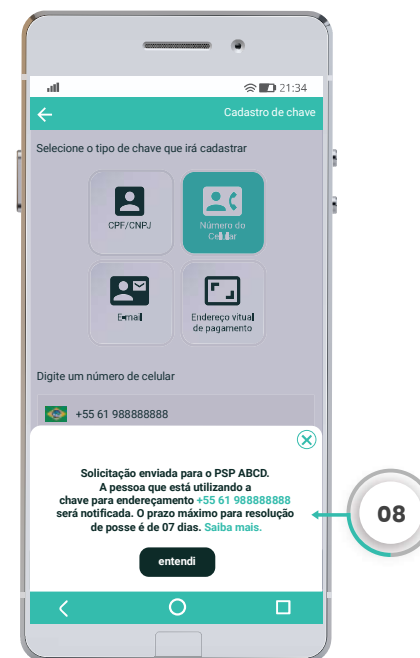 21:34
Cadastro de chave
Selecione o tipo de chave que irá cadastrar
CPF/CNPJ
Número do
Celular
E-mail
Endereço vitual
de pagamento
Digite um número de celular
+55 61 988888888
Solicitação enviada para o PSP ABCD.
A pessoa que está utilizando a
chave para endereçamento +55 61 988888888
será notificada. O prazo máximo para resolução
de posse é de 07 dias. Saiba mais.
08
entendi